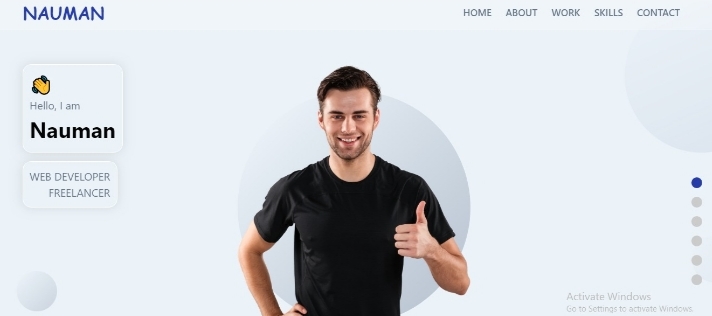 NAUMAN
HOME ABOUT WORK SKILLS CONTACT
Hello, I am
Nauman
WEB DEVELOPER
FREELANCER
Activate Windows
Go to Settings to activate Windows.